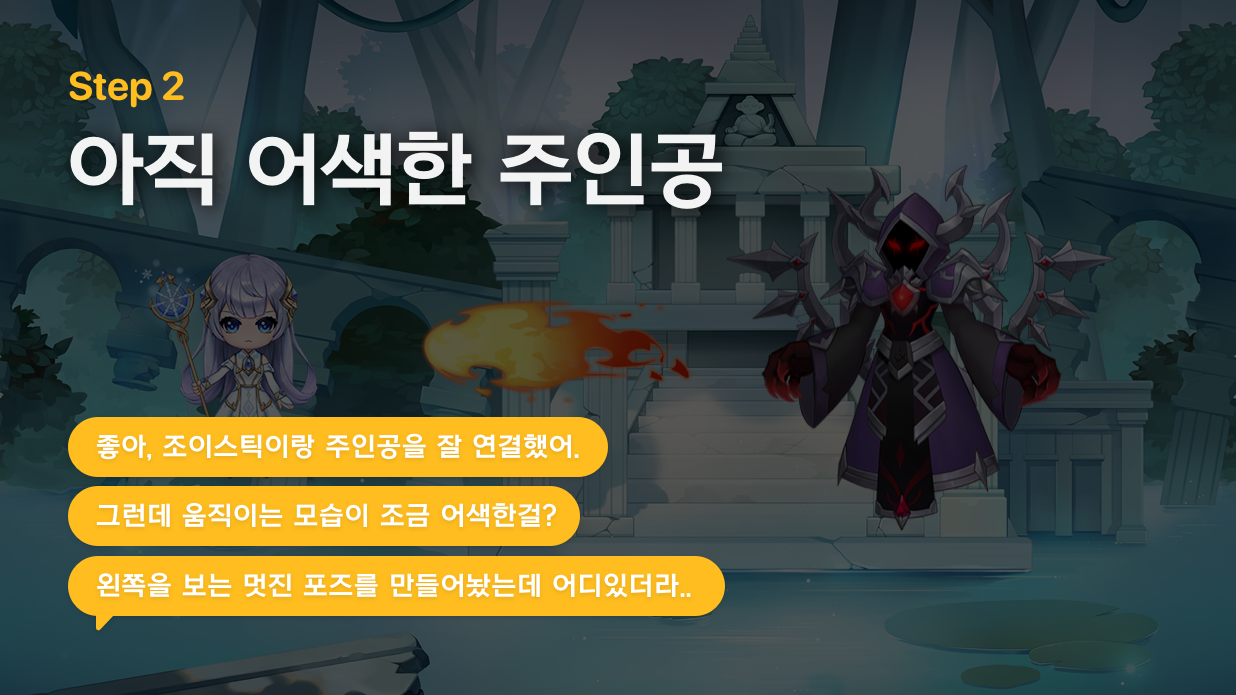 Step 2
아직 어색한 주인공
좋아, 조이스틱이랑 주인공을 잘 연결했어.
그런데 움직이는 모습이 조금 어색한걸?
왼쪽을 보는 멋진 포즈를 만들어놨는데 어디있더라..